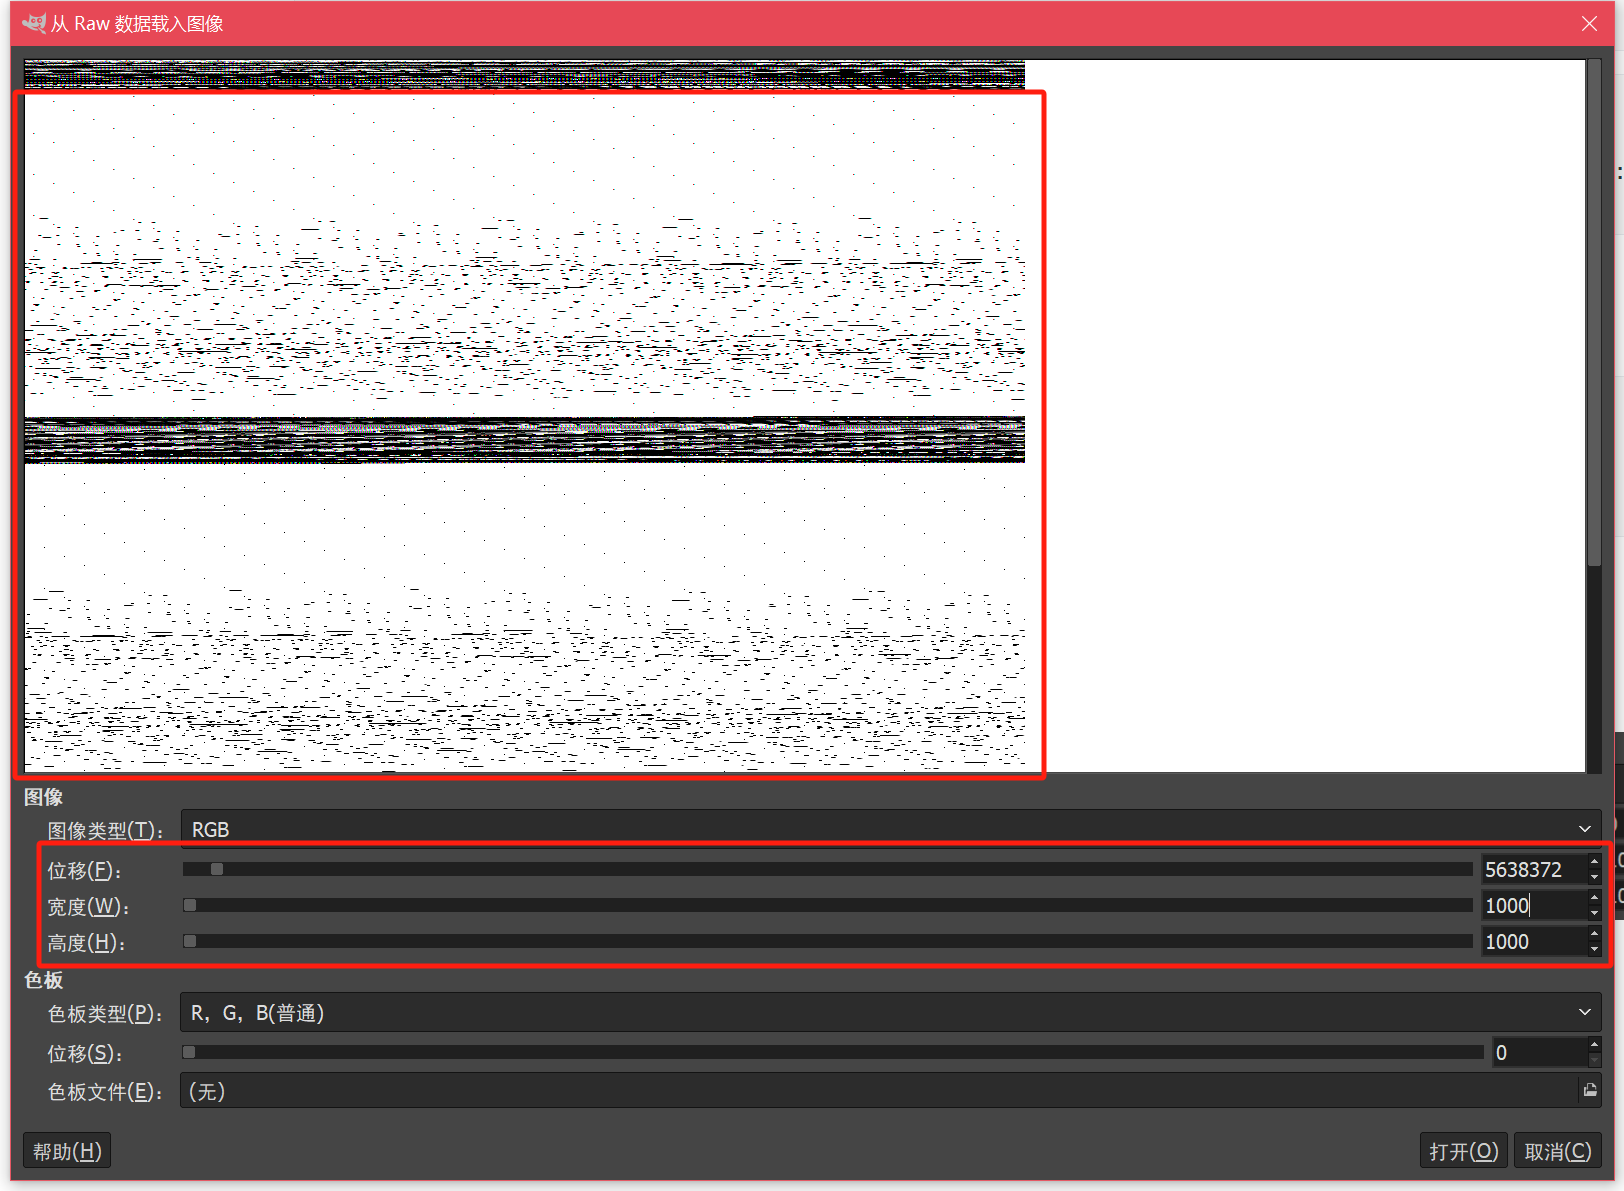 从 Raw 数据载入图像
图像
图像类型(T): RGB
位移(F): 5638372
宽度(W): 1000
高度(H): 1000
色板
色板类型(P): R, G, B(普通)
位移(S): 0
色板文件(E): (无)
帮助(H) 打开(O) 取消(C)